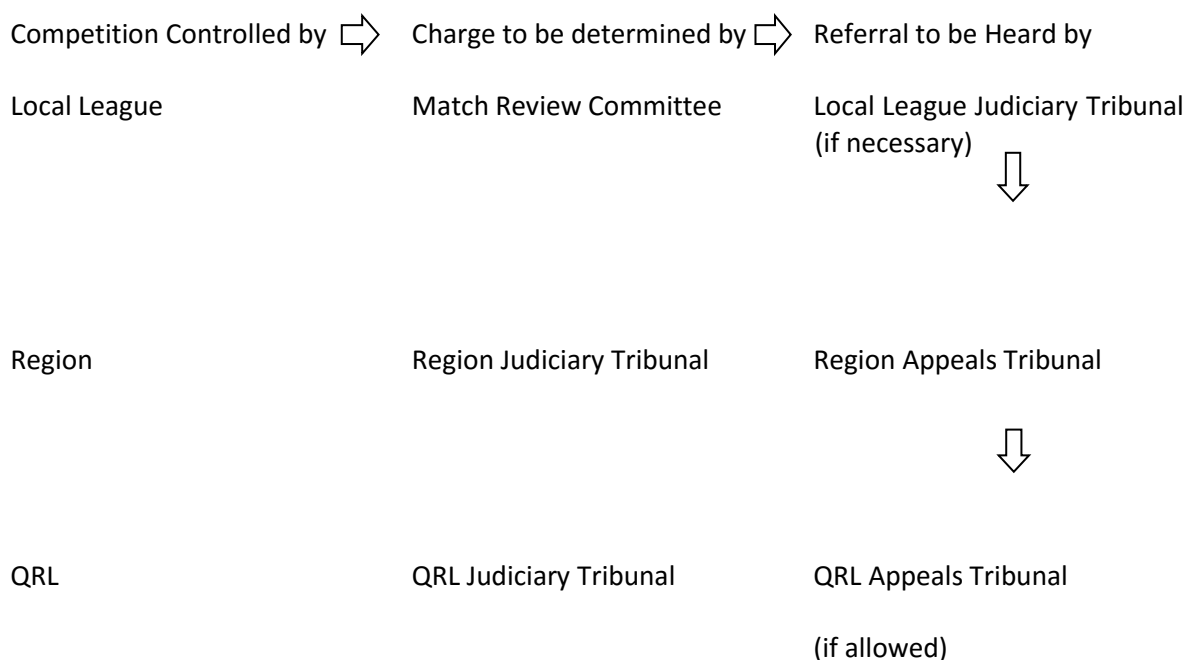 Competition Controlled by Charge to be determined by Referral to be Heard by
Local League Match Review Committee Local League Judiciary Tribunal
(if necessary)
Region Region Judiciary Tribunal Region Appeals Tribunal
QRL QRL Judiciary Tribunal QRL Appeals Tribunal
(if allowed)